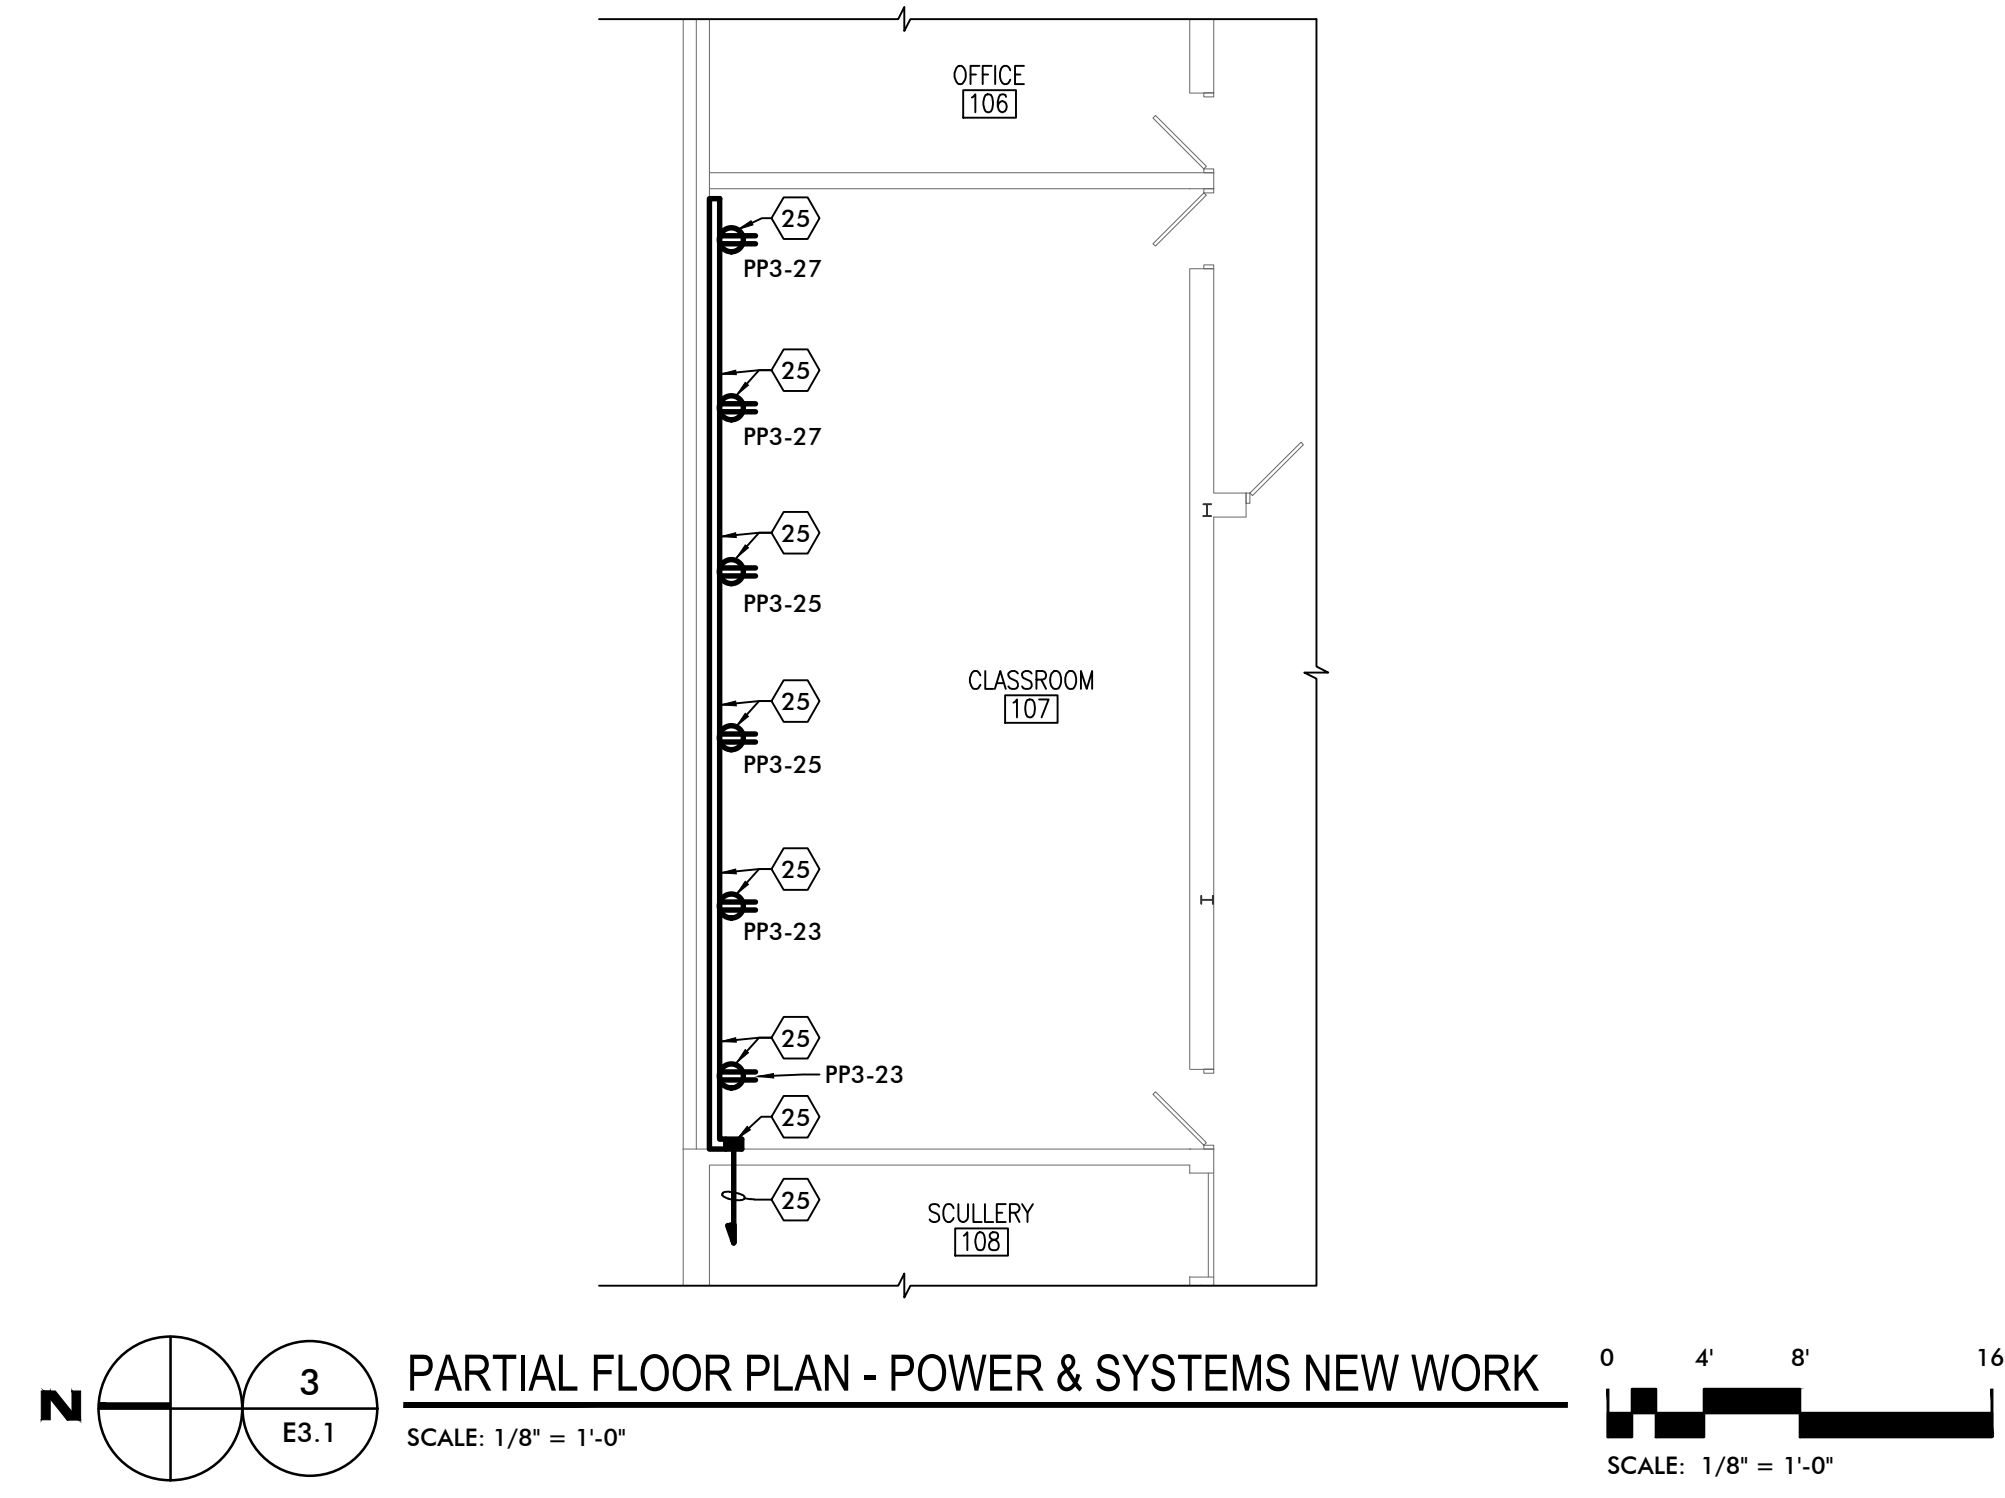 OFFICE
106
25
PP3-27
25
PP3-27
25
PP3-25
CLASSROOM
107
25
PP3-25
25
PP3-23
25
PP3-23
25
25
SCULLERY
108
N
3
E3.1
PARTIAL FLOOR PLAN - POWER & SYSTEMS NEW WORK
SCALE: 1/8" = 1'-0"
0 4' 8' 16
SCALE: 1/8" = 1'-0"